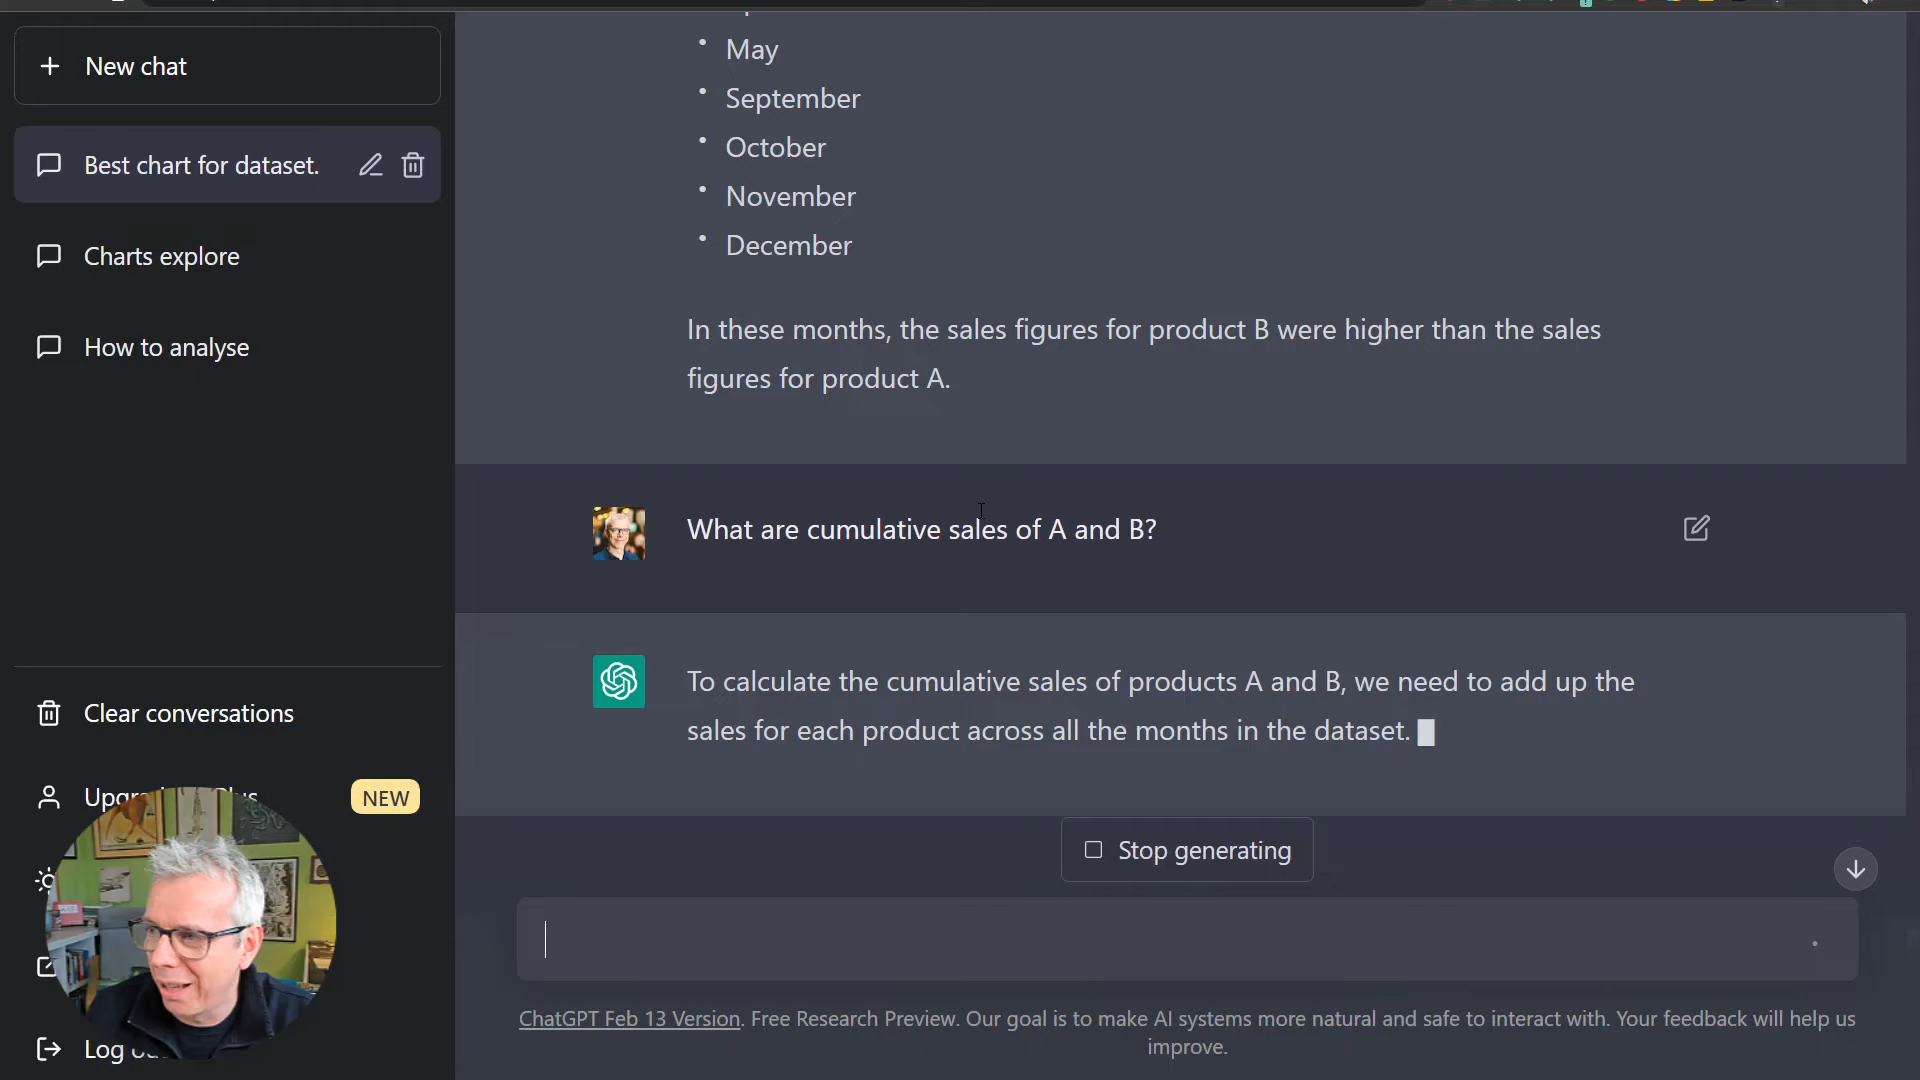 New chat
Best chart for dataset.
Charts explore
How to analyse
Clear conversations
NEW
Log
May
September
October
November
December
In these months, the sales figures for product B were higher than the sales
figures for product A.
What are cumulative sales of A and B?
To calculate the cumulative sales of products A and B, we need to add up the
sales for each product across all the months in the dataset.
Stop generating
ChatGPT Feb 13 Version. Free Research Preview. Our goal is to make AI systems more natural and safe to interact with. Your feedback will help us
improve.